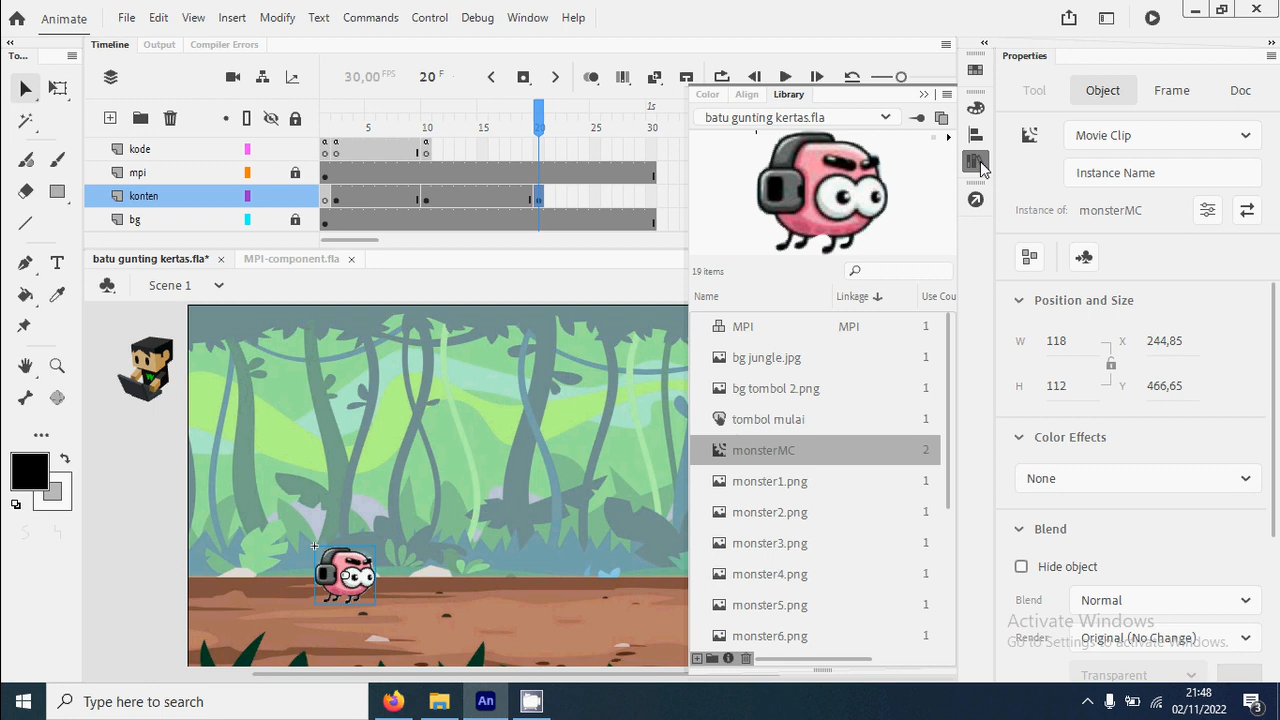 Animate File Edit View Insert Modify Text Commands Control Debug Window Help
Timeline Output Compiler Errors
30,00 FPS 20 F
5 10 15 20 25 30 1s
kode
mpi
konten
bg
batu gunting kertas.fla* × MPI-component.fla ×
Scene 1
To...
Color Align Library
batu gunting kertas.fla
19 items
Name Linkage Use Cou
MPI MPI 1
bg jungle.jpg 1
bg tombol 2.png 1
tombol mulai 1
monsterMC 2
monster1.png 1
monster2.png 1
monster3.png 1
monster4.png 1
monster5.png 1
monster6.png 1
Properties
Tool Object Frame Doc
Movie Clip
Instance Name
Instance of: monsterMC
Position and Size
W 118 X 244,85
H 112 Y 466,65
Color Effects
None
Blend
Hide object
Blend Normal
Render Original (No Change)
Transparent
Activate Windows
Go to Settings to activate Windows.
Type here to search
An
21:48
02/11/2022
3